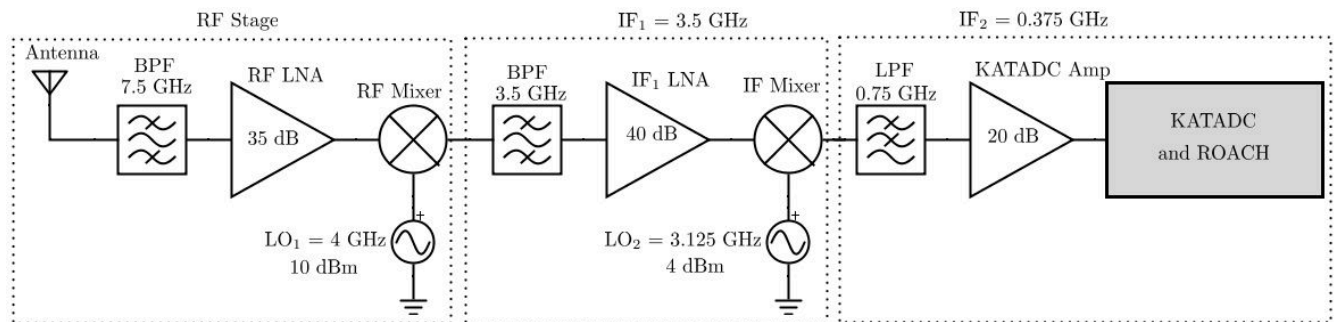 RF Stage
IF₁ = 3.5 GHz
IF₂ = 0.375 GHz
Antenna
BPF
7.5 GHz
RF LNA
35 dB
RF Mixer
LO₁ = 4 GHz
10 dBm
BPF
3.5 GHz
IF₁ LNA
40 dB
IF Mixer
LO₂ = 3.125 GHz
4 dBm
LPF
0.75 GHz
KATADC Amp
20 dB
KATADC
and ROACH